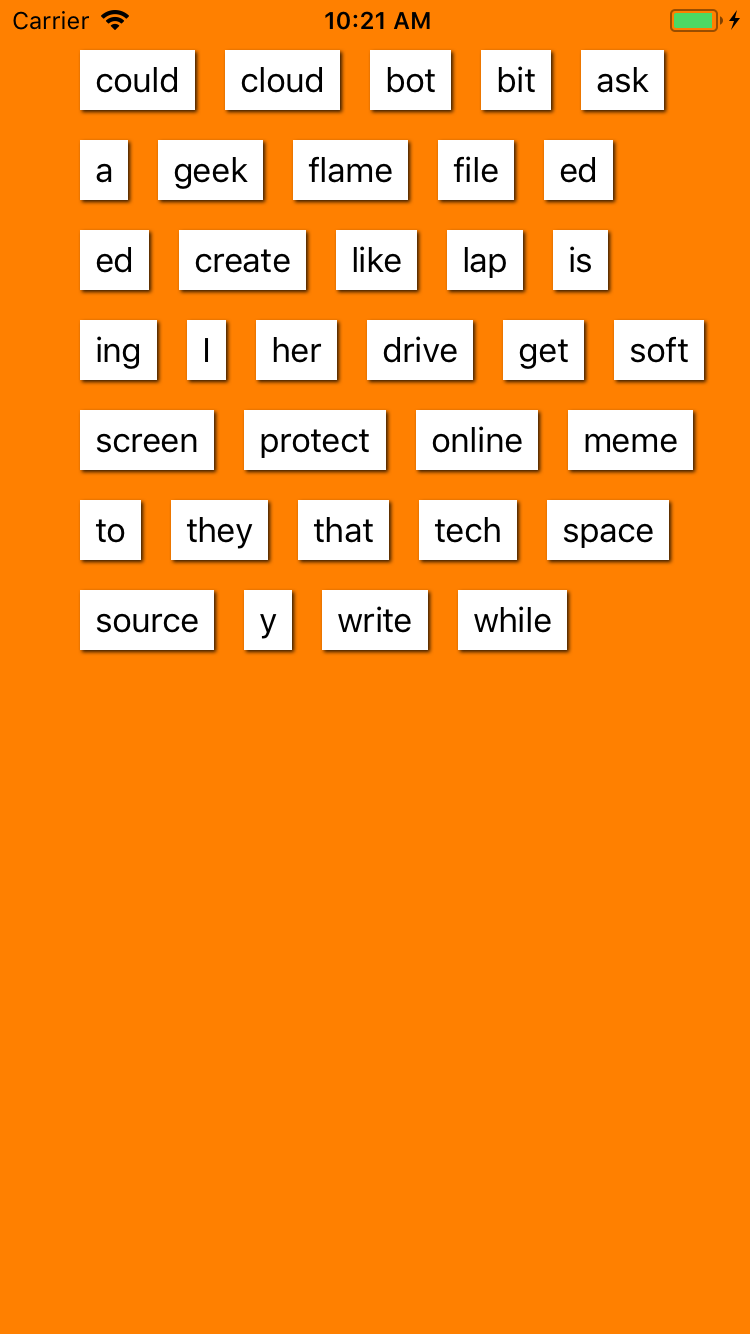 Carrier 10:21 AM
could cloud bot bit ask
a geek flame file ed
ed create like lap is
ing I her drive get soft
screen protect online meme
to they that tech space
source y write while